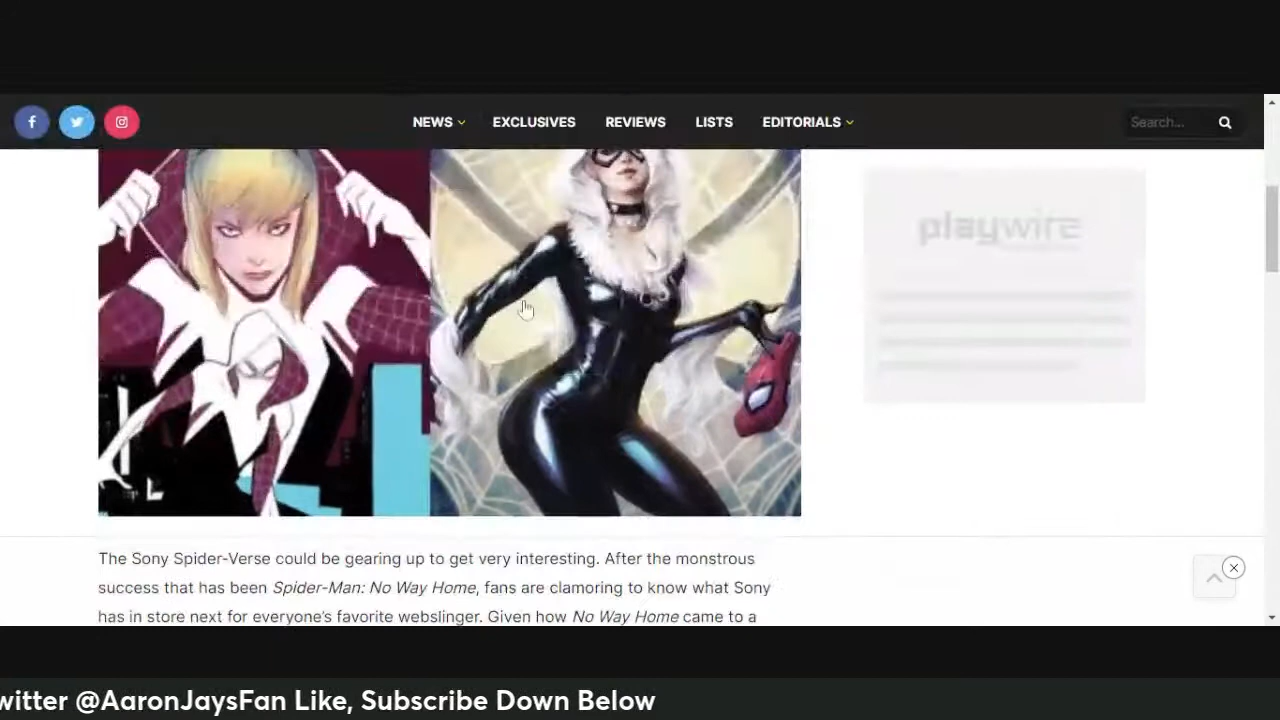 NEWS EXCLUSIVES REVIEWS LISTS EDITORIALS Search...
playwire
The Sony Spider-Verse could be gearing up to get very interesting. After the monstrous
success that has been Spider-Man: No Way Home, fans are clamoring to know what Sony
has in store next for everyone's favorite webslinger. Given how No Way Home came to a
witter @AaronJaysFan Like, Subscribe Down Below